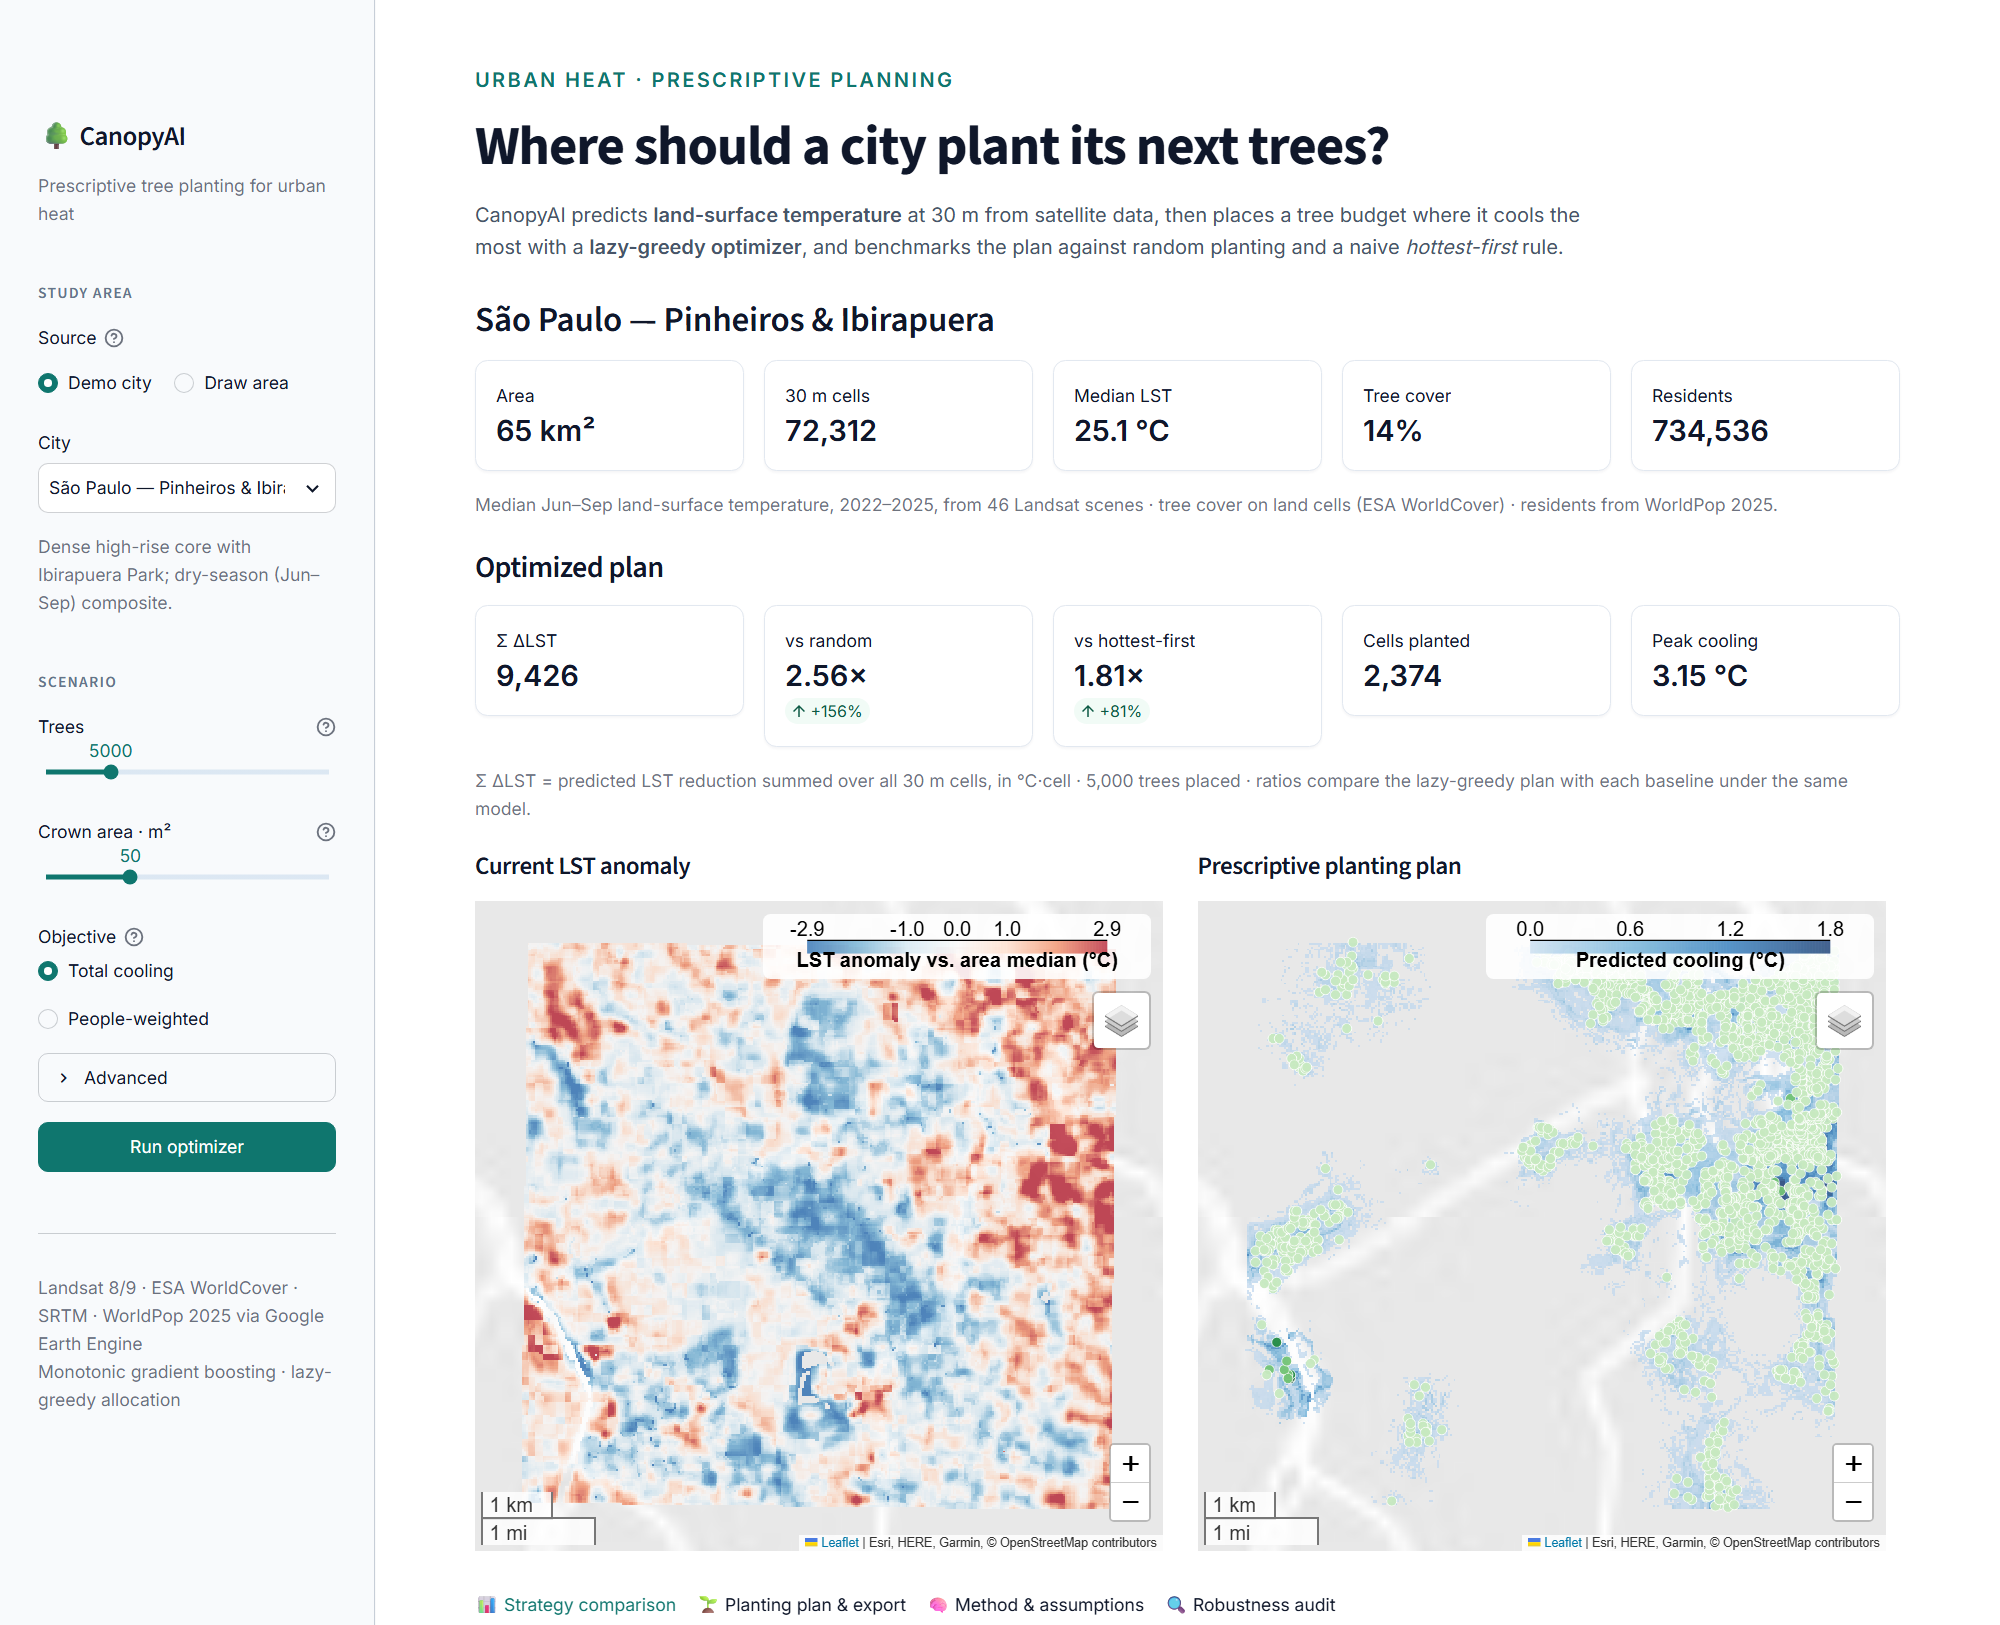 CanopyAI
Prescriptive tree planting for urban
heat
STUDY AREA
Source
Demo city
Draw area
City
São Paulo — Pinheiros & Ibir
Dense high-rise core with
Ibirapuera Park; dry-season (Jun–
Sep) composite.
SCENARIO
Trees
5000
Crown area · m²
50
Objective
Total cooling
People-weighted
Advanced
Run optimizer
Landsat 8/9 · ESA WorldCover ·
SRTM · WorldPop 2025 via Google
Earth Engine
Monotonic gradient boosting · lazy-
greedy allocation
URBAN HEAT · PRESCRIPTIVE PLANNING
Where should a city plant its next trees?
CanopyAI predicts land-surface temperature at 30 m from satellite data, then places a tree budget where it cools the
most with a lazy-greedy optimizer, and benchmarks the plan against random planting and a naive hottest-first rule.
São Paulo — Pinheiros & Ibirapuera
Area
65 km²
30 m cells
72,312
Median LST
25.1 °C
Tree cover
14%
Residents
734,536
Median Jun–Sep land-surface temperature, 2022–2025, from 46 Landsat scenes · tree cover on land cells (ESA WorldCover) · residents from WorldPop 2025.
Optimized plan
Σ ΔLST
9,426
vs random
2.56×
↑ +156%
vs hottest-first
1.81×
↑ +81%
Cells planted
2,374
Peak cooling
3.15 °C
Σ ΔLST = predicted LST reduction summed over all 30 m cells, in °C·cell · 5,000 trees placed · ratios compare the lazy-greedy plan with each baseline under the same
model.
Current LST anomaly
-2.9 -1.0 0.0 1.0 2.9
LST anomaly vs. area median (°C)
+
−
1 km
1 mi
Leaflet | Esri, HERE, Garmin, © OpenStreetMap contributors
Prescriptive planting plan
0.0 0.6 1.2 1.8
Predicted cooling (°C)
+
−
1 km
1 mi
Leaflet | Esri, HERE, Garmin, © OpenStreetMap contributors
Strategy comparison
Planting plan & export
Method & assumptions
Robustness audit